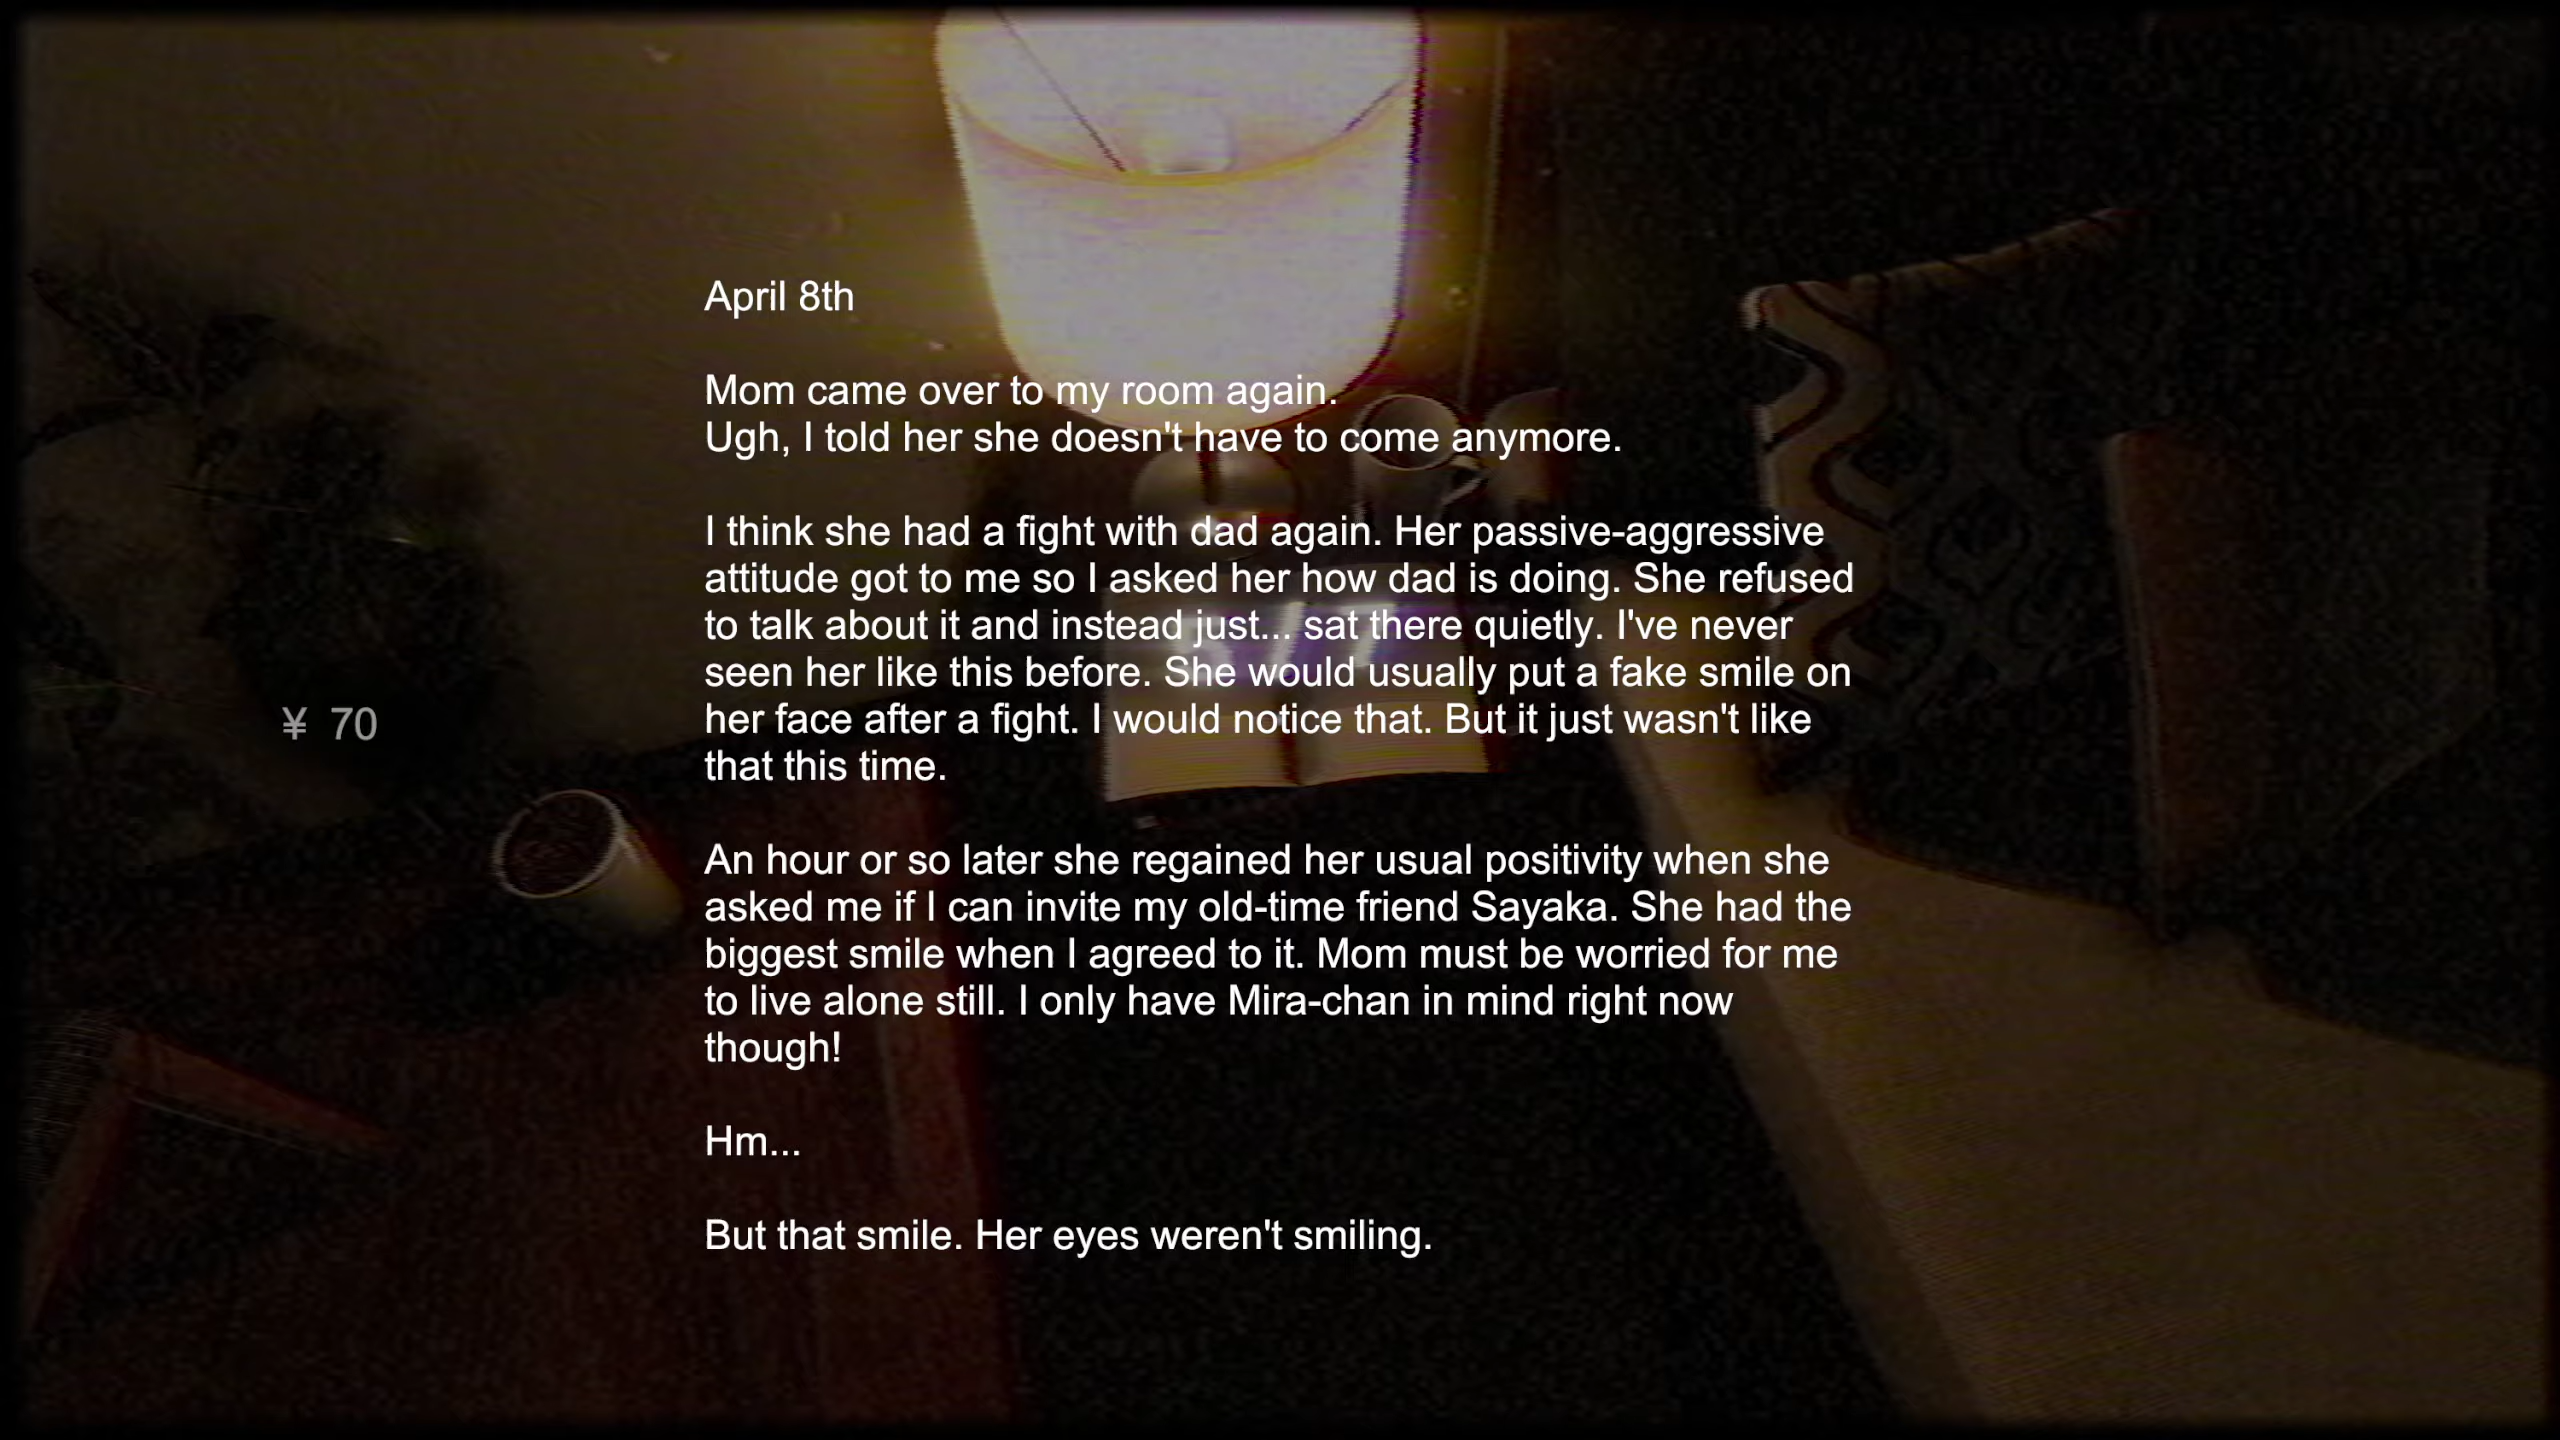 April 8th
Mom came over to my room again.
Ugh, I told her she doesn't have to come anymore.
I think she had a fight with dad again. Her passive-aggressive
attitude got to me so I asked her how dad is doing. She refused
to talk about it and instead just... sat there quietly. I've never
seen her like this before. She would usually put a fake smile on
her face after a fight. I would notice that. But it just wasn't like
that this time.
¥ 70
An hour or so later she regained her usual positivity when she
asked me if I can invite my old-time friend Sayaka. She had the
biggest smile when I agreed to it. Mom must be worried for me
to live alone still. I only have Mira-chan in mind right now
though!
Hm...
But that smile. Her eyes weren't smiling.